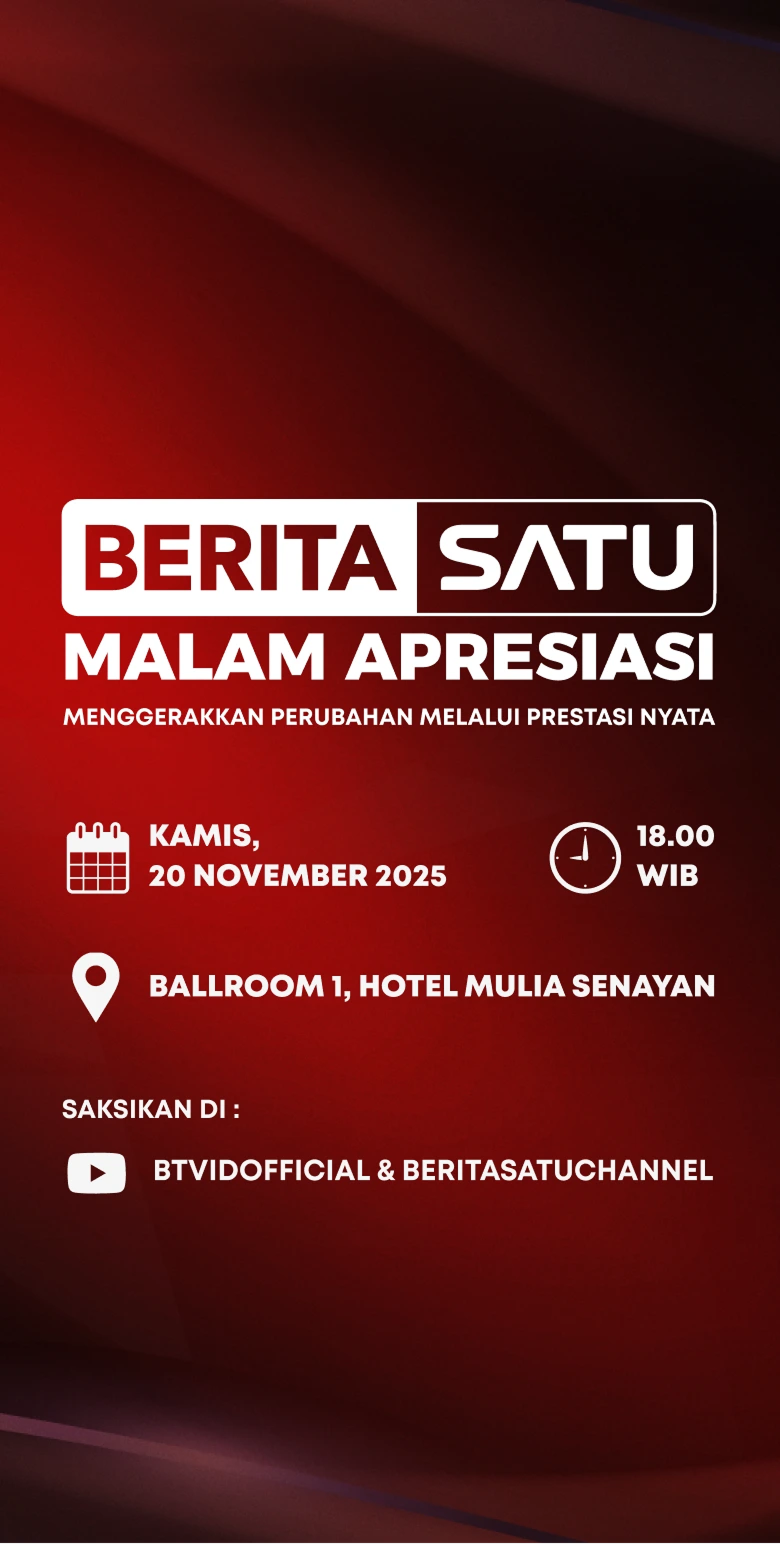 BERITA SATU
MALAM APRESIASI
MENGGERAKKAN PERUBAHAN MELALUI PRESTASI NYATA
KAMIS,
20 NOVEMBER 2025
18.00
WIB
BALLROOM 1, HOTEL MULIA SENAYAN
SAKSIKAN DI :
BTVIDOFFICIAL & BERITASATUCHANNEL